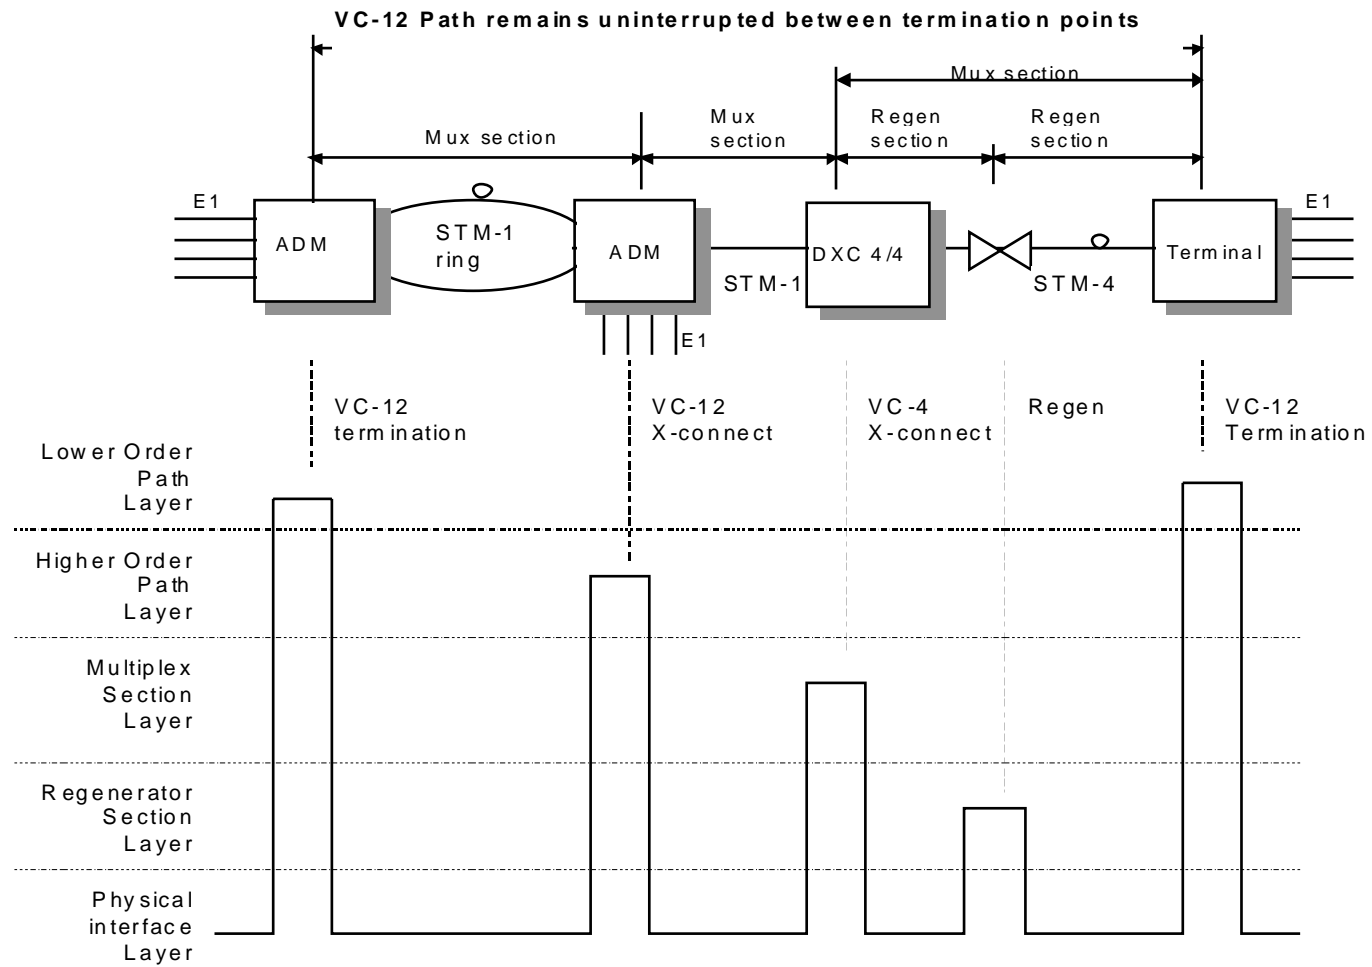 VC-12 Path remains uninterrupted between termination points
Mux section
Mux section
Mux
section
Regen
section
Regen
section
E1
ADM
STM-1
ring
ADM
E1
STM-1
DXC 4/4
STM-4
Terminal
E1
VC-12
termination
VC-12
X-connect
VC-4
X-connect
Regen
VC-12
Termination
Lower Order
Path
Layer
Higher Order
Path
Layer
Multiplex
Section
Layer
Regenerator
Section
Layer
Physical
interface
Layer